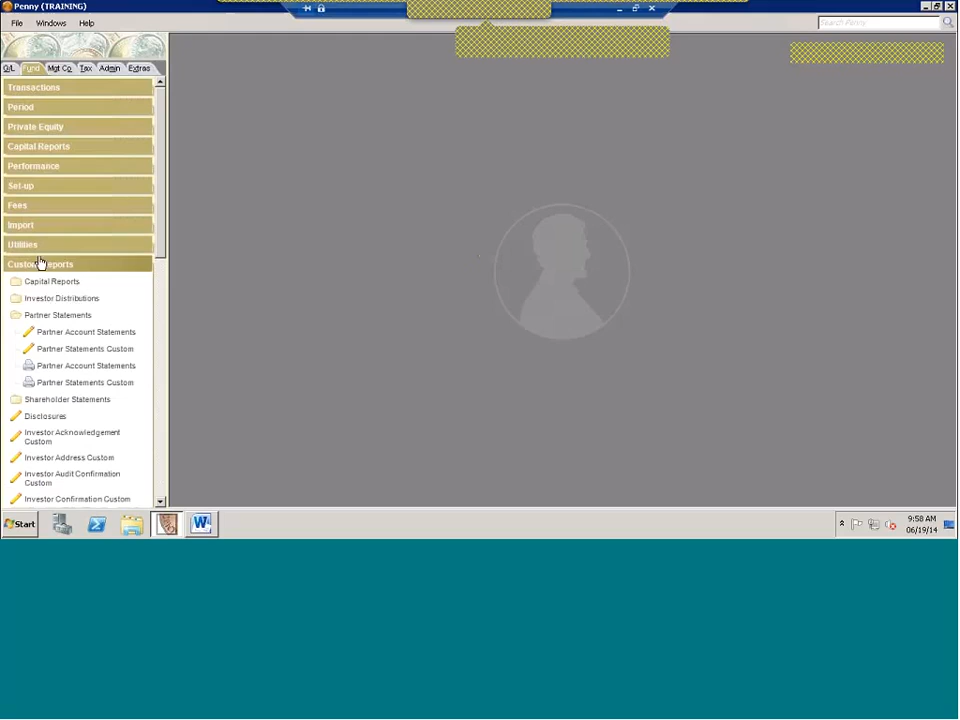 Penny (TRAINING)
File Windows Help
Search Penny
G/L Fund Mgt Co Tax Admin Extras
Transactions
Period
Private Equity
Capital Reports
Performance
Set-up
Fees
Import
Utilities
Custom Reports
Capital Reports
Investor Distributions
Partner Statements
Partner Account Statements
Partner Statements Custom
Partner Account Statements
Partner Statements Custom
Shareholder Statements
Disclosures
Investor Acknowledgement
Custom
Investor Address Custom
Investor Audit Confirmation
Custom
Investor Confirmation Custom
Start
9:58 AM
06/19/14